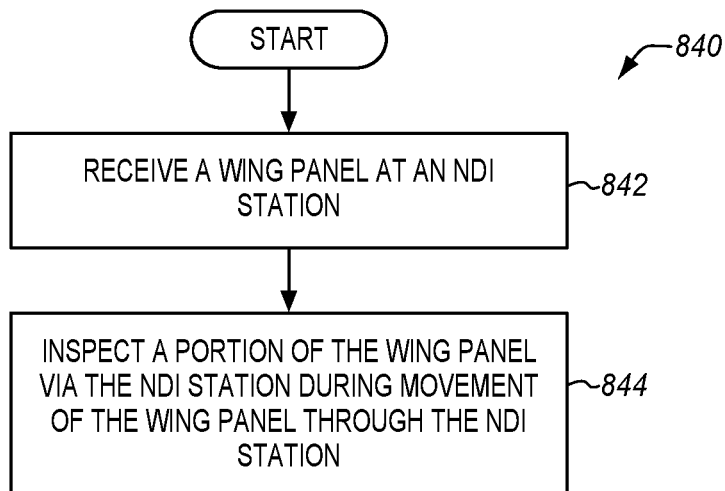 START
840
RECEIVE A WING PANEL AT AN NDI
STATION
842
INSPECT A PORTION OF THE WING PANEL
VIA THE NDI STATION DURING MOVEMENT
OF THE WING PANEL THROUGH THE NDI
STATION
844